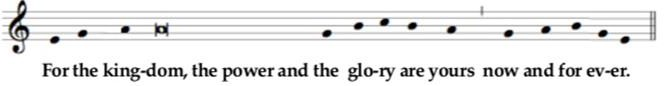 For the king-dom, the power and the glo-ry are yours now and for ev-er.